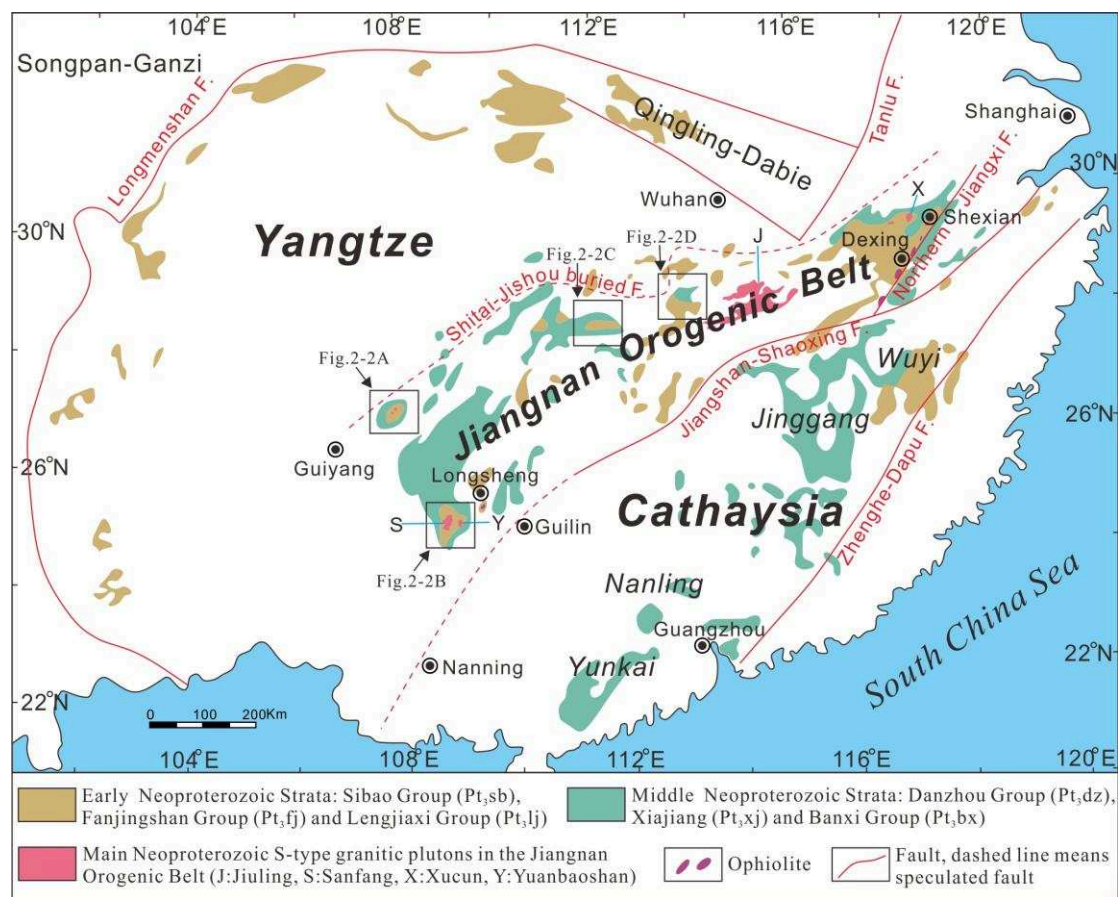 104°E
108°E
112°E
116°E
120°E
Songpan-Ganzi
Longmenshan F.
Qingling-Dabie
Tanlu F.
Shanghai
30°N
Wuhan
X
Northern Jiangxi F.
Shexian
30°N
Yangtze
Fig.2-2C
Fig.2-2D
J
Dexing
Shitai-Jishou buried F.
Jiangnan Orogenic Belt
Fig.2-2A
Jiangshan-Shaoxing F.
Wuyi
Jinggang
26°N
Guiyang
26°N
Longsheng
Cathaysia
Zhenghe-Dapu F.
S
Y
Guilin
Fig.2-2B
Nanling
South China Sea
Guangzhou
22°N
Nanning
Yunkai
22°N
0 100 200Km
104°E
108°E
112°E
116°E
120°E
Early Neoproterozoic Strata: Sibao Group (Pt₃sb),
Fanjingshan Group (Pt₃fj) and Lengjiaxi Group (Pt₃lj)
Middle Neoproterozoic Strata: Danzhou Group (Pt₃dz),
Xiajiang (Pt₃xj) and Banxi Group (Pt₃bx)
Main Neoproterozoic S-type granitic plutons in the Jiangnan
Orogenic Belt (J:Jiuling, S:Sanfang, X:Xucun, Y:Yuanbaoshan)
Ophiolite
Fault, dashed line means
speculated fault